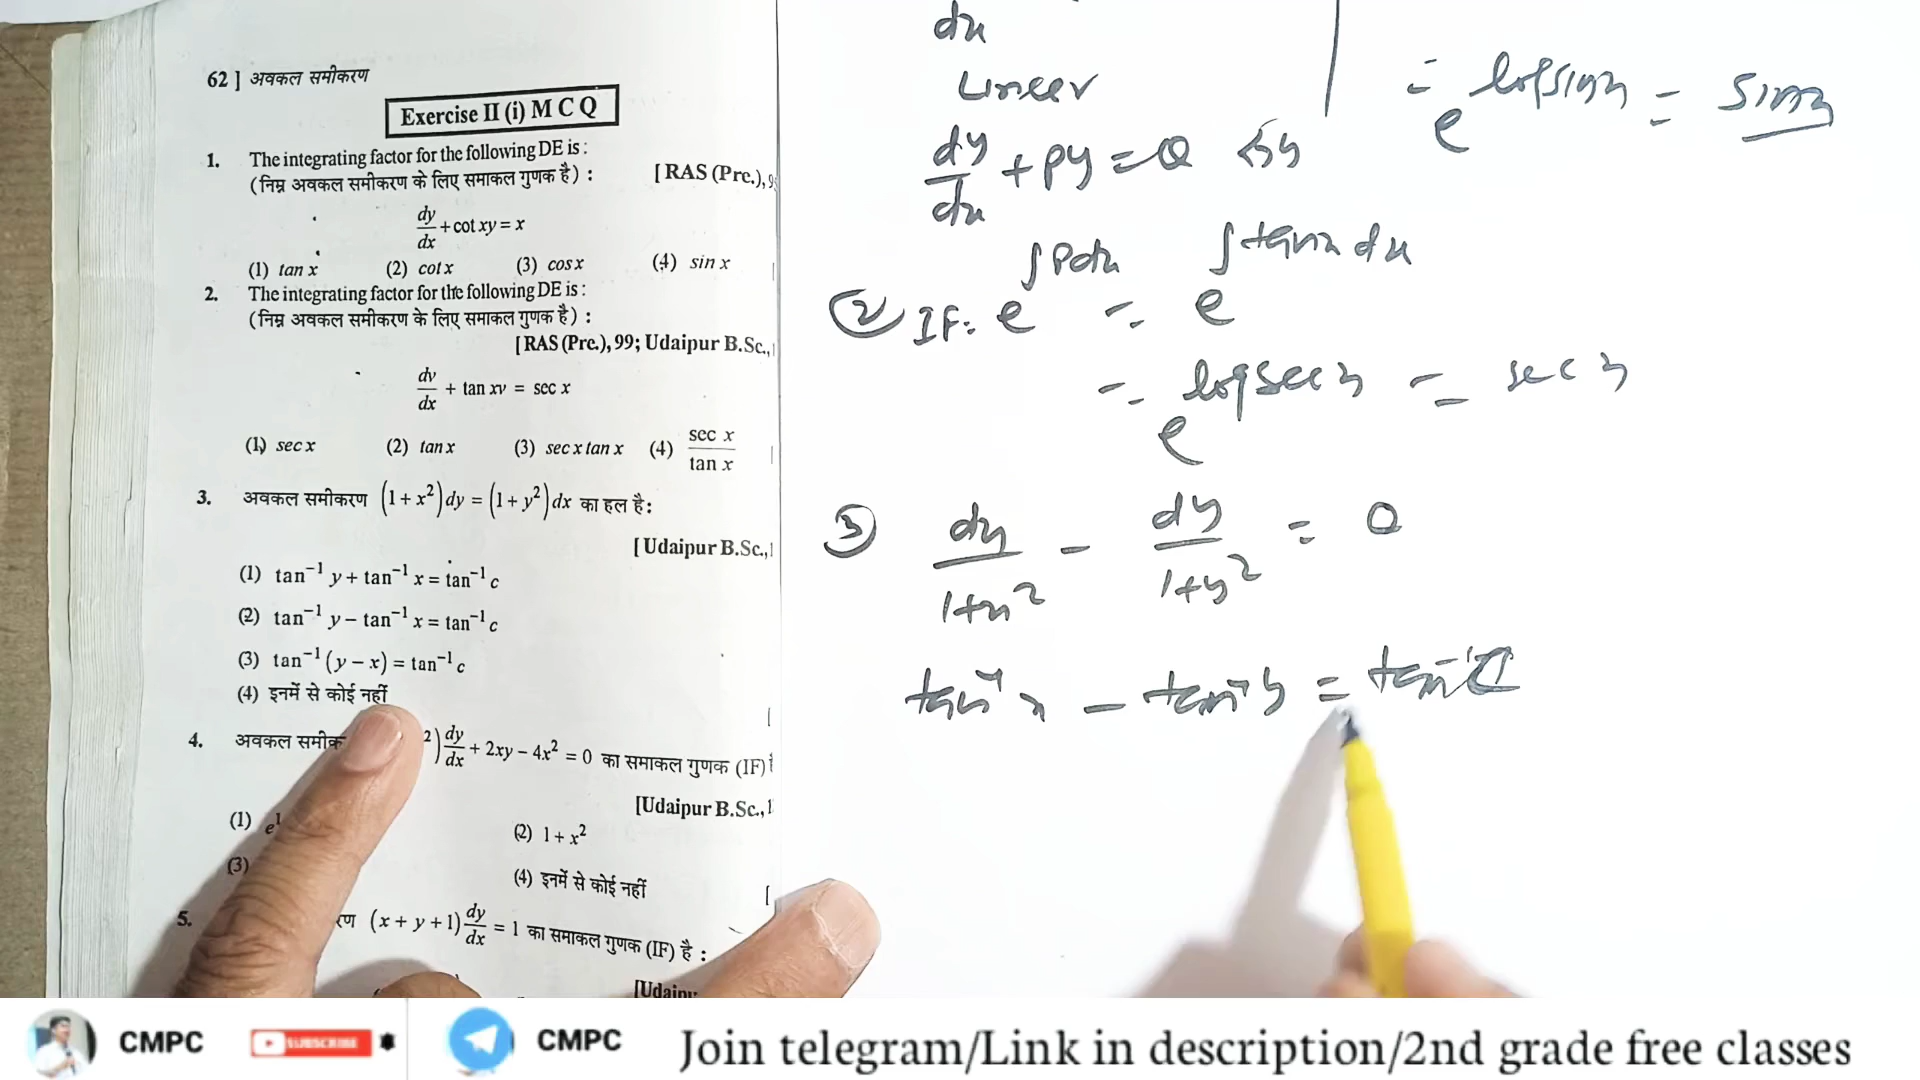 62 ] अवकल समीकरण
Exercise II (i) M C Q
1. The integrating factor for the following DE is :
(निम्न अवकल समीकरण के लिए समाकल गुणक है) : [ RAS (Pre.), 9
dy/dx + cot xy = x
(1) tan x (2) cot x (3) cos x (4) sin x
2. The integrating factor for the following DE is :
(निम्न अवकल समीकरण के लिए समाकल गुणक है) :
[ RAS (Pre.), 99; Udaipur B.Sc.,
dv/dx + tan xv = sec x
(1) sec x (2) tan x (3) sec x tan x (4) sec x / tan x
3. अवकल समीकरण (1 + x²) dy = (1 + y²) dx का हल है :
[ Udaipur B.Sc.,
(1) tan⁻¹ y + tan⁻¹ x = tan⁻¹ c
(2) tan⁻¹ y – tan⁻¹ x = tan⁻¹ c
(3) tan⁻¹ (y – x) = tan⁻¹ c
(4) इनमें से कोई नहीं
4. अवकल 2) dy/dx + 2xy – 4x² = 0 का समाकल गुणक (IF)
[Udaipur B.Sc.,
(1) e (2) 1 + x²
(3) (4) इनमें से कोई नहीं
5. (x + y + 1) dy/dx = 1 का समाकल गुणक (IF) है :
dx
Linear
= e^log sin x = sin x
dy/dx + Py = Q
② IF = e^∫Pdx = e^∫tan x dx
= e^log sec x = sec x
③ dx/1+x² – dy/1+y² = 0
tan⁻¹ x – tan⁻¹ y = tan⁻¹ C
CMPC SUBSCRIBE CMPC Join telegram/Link in description/2nd grade free classes